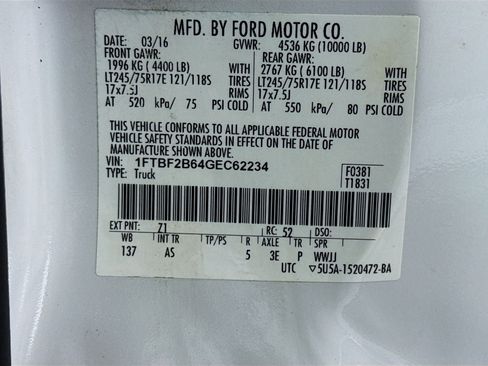 MFD. BY FORD MOTOR CO.
DATE: 03/16 GVWR: 4536 KG (10000 LB)
FRONT GAWR: REAR GAWR:
1996 KG ( 4400 LB) WITH 2767 KG ( 6100 LB) WITH
LT245/75R17E 121/118S TIRES LT245/75R17E 121/118S TIRES
17x7.5J RIMS 17x7.5J RIMS
AT 520 kPa/ 75 PSI COLD AT 550 kPa/ 80 PSI COLD
THIS VEHICLE CONFORMS TO ALL APPLICABLE FEDERAL MOTOR
VEHICLE SAFETY STANDARDS IN EFFECT ON THE DATE OF
MANUFACTURE SHOWN ABOVE.
VIN: 1FTBF2B64GEC62234 F0381
TYPE: Truck T1831
EXT PNT: Z1 RC: 52 DSO:
WB INT TR TP/PS R AXLE TR SPR
137 AS 5 3E P WWJJ
UTC ▽5U5A-1520472-BA